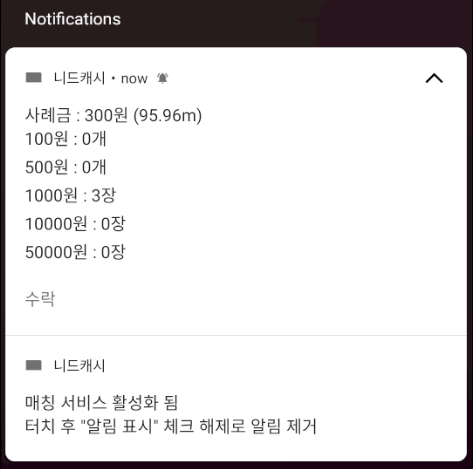 Notifications
니드캐시 • now
사례금 : 300원 (95.96m)
100원 : 0개
500원 : 0개
1000원 : 3장
10000원 : 0장
50000원 : 0장
수락
니드캐시
매칭 서비스 활성화 됨
터치 후 "알림 표시" 체크 해제로 알림 제거